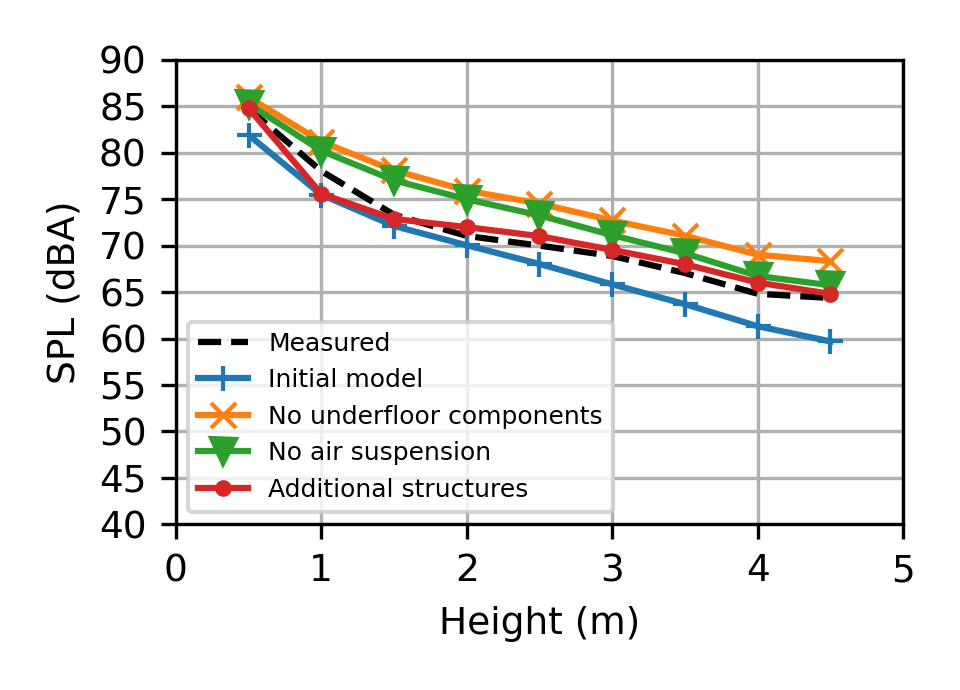 90
85
80
75
70
65
60
55
50
45
40
SPL (dBA)
Measured
Initial model
No underfloor components
No air suspension
Additional structures
0 1 2 3 4 5
Height (m)